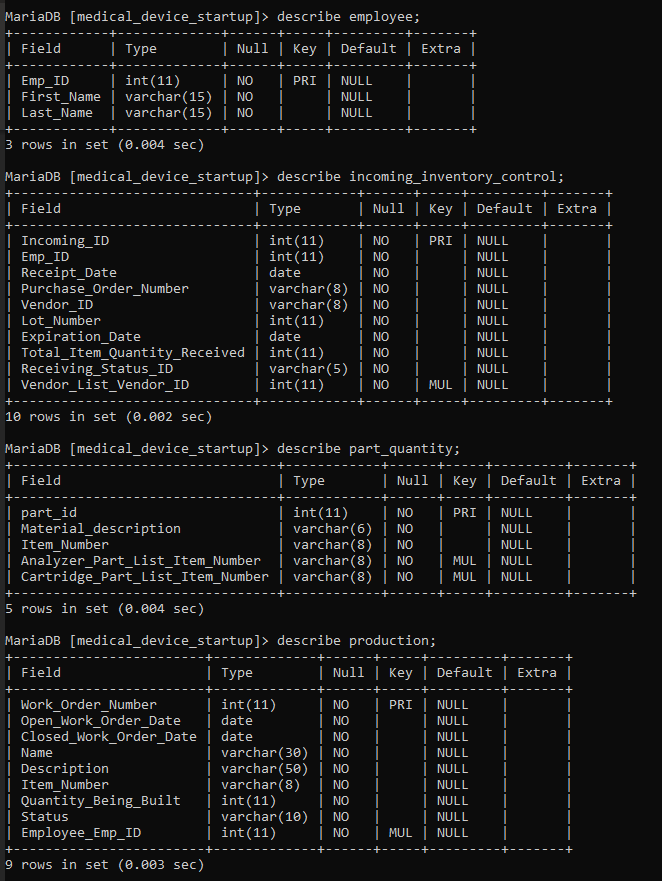 MariaDB [medical_device_startup]> describe employee;
+------------+-------------+------+-----+---------+-------+
| Field      | Type        | Null | Key | Default | Extra |
+------------+-------------+------+-----+---------+-------+
| Emp_ID     | int(11)     | NO   | PRI | NULL    |       |
| First_Name | varchar(15) | NO   |     | NULL    |       |
| Last_Name  | varchar(15) | NO   |     | NULL    |       |
+------------+-------------+------+-----+---------+-------+
3 rows in set (0.004 sec)
MariaDB [medical_device_startup]> describe incoming_inventory_control;
+------------------------------+------------+------+-----+---------+-------+
| Field                        | Type       | Null | Key | Default | Extra |
+------------------------------+------------+------+-----+---------+-------+
| Incoming_ID                  | int(11)    | NO   | PRI | NULL    |       |
| Emp_ID                       | int(11)    | NO   |     | NULL    |       |
| Receipt_Date                 | date       | NO   |     | NULL    |       |
| Purchase_Order_Number        | varchar(8) | NO   |     | NULL    |       |
| Vendor_ID                    | varchar(8) | NO   |     | NULL    |       |
| Lot_Number                   | int(11)    | NO   |     | NULL    |       |
| Expiration_Date              | date       | NO   |     | NULL    |       |
| Total_Item_Quantity_Received | int(11)    | NO   |     | NULL    |       |
| Receiving_Status_ID          | varchar(5) | NO   |     | NULL    |       |
| Vendor_List_Vendor_ID        | int(11)    | NO   | MUL | NULL    |       |
+------------------------------+------------+------+-----+---------+-------+
10 rows in set (0.002 sec)
MariaDB [medical_device_startup]> describe part_quantity;
+---------------------------------+------------+------+-----+---------+-------+
| Field                           | Type       | Null | Key | Default | Extra |
+---------------------------------+------------+------+-----+---------+-------+
| part_id                         | int(11)    | NO   | PRI | NULL    |       |
| Material_description            | varchar(6) | NO   |     | NULL    |       |
| Item_Number                     | varchar(8) | NO   |     | NULL    |       |
| Analyzer_Part_List_Item_Number  | varchar(8) | NO   | MUL | NULL    |       |
| Cartridge_Part_List_Item_Number | varchar(8) | NO   | MUL | NULL    |       |
+---------------------------------+------------+------+-----+---------+-------+
5 rows in set (0.004 sec)
MariaDB [medical_device_startup]> describe production;
+------------------------+-------------+------+-----+---------+-------+
| Field                  | Type        | Null | Key | Default | Extra |
+------------------------+-------------+------+-----+---------+-------+
| Work_Order_Number      | int(11)     | NO   | PRI | NULL    |       |
| Open_Work_Order_Date   | date        | NO   |     | NULL    |       |
| Closed_Work_Order_Date | date        | NO   |     | NULL    |       |
| Name                   | varchar(30) | NO   |     | NULL    |       |
| Description            | varchar(50) | NO   |     | NULL    |       |
| Item_Number            | varchar(8)  | NO   |     | NULL    |       |
| Quantity_Being_Built   | int(11)     | NO   |     | NULL    |       |
| Status                 | varchar(10) | NO   |     | NULL    |       |
| Employee_Emp_ID        | int(11)     | NO   | MUL | NULL    |       |
+------------------------+-------------+------+-----+---------+-------+
9 rows in set (0.003 sec)